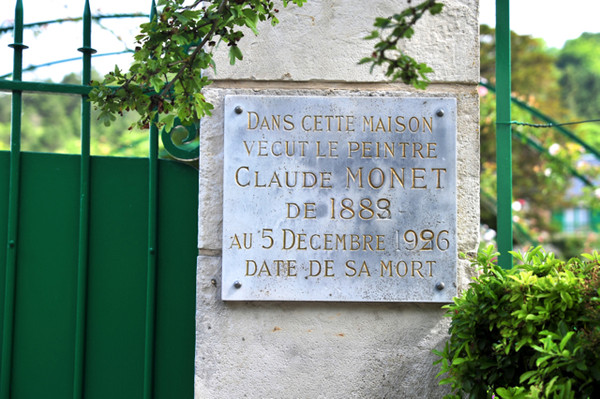 DANS CETTE MAISON
VÉCUT LE PEINTRE
CLAUDE MONET
DE 1883
AU 5 DÉCEMBRE 1926
DATE DE SA MORT